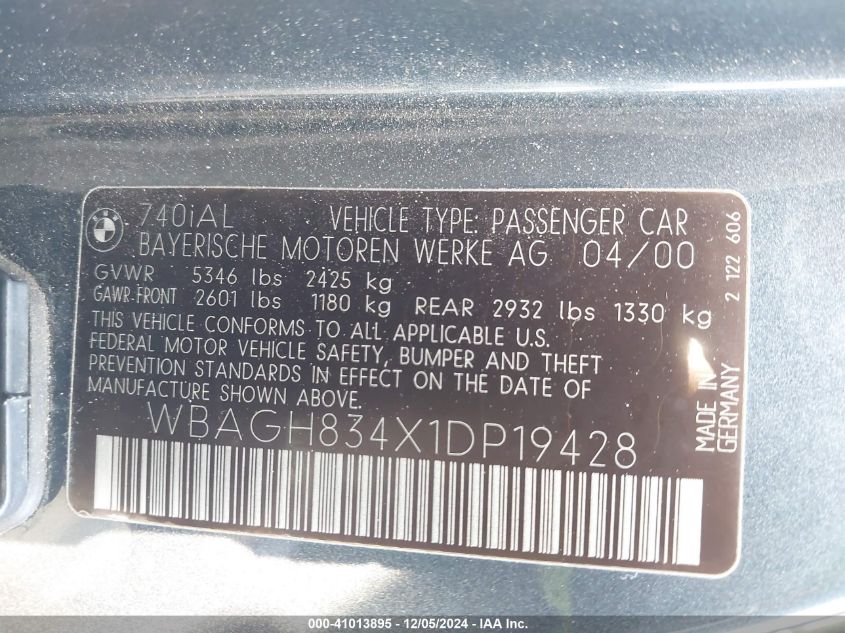 BMW
740iAL VEHICLE TYPE: PASSENGER CAR
BAYERISCHE MOTOREN WERKE AG 04/00
GVWR 5346 lbs 2425 kg
GAWR-FRONT 2601 lbs 1180 kg REAR 2932 lbs 1330 kg
THIS VEHICLE CONFORMS TO ALL APPLICABLE U.S.
FEDERAL MOTOR VEHICLE SAFETY, BUMPER AND THEFT
PREVENTION STANDARDS IN EFFECT ON THE DATE OF
MANUFACTURE SHOWN ABOVE.
WBAGH834X1DP19428
MADE IN
GERMANY
2 122 606
000-41013895 - 12/05/2024 - IAA Inc.